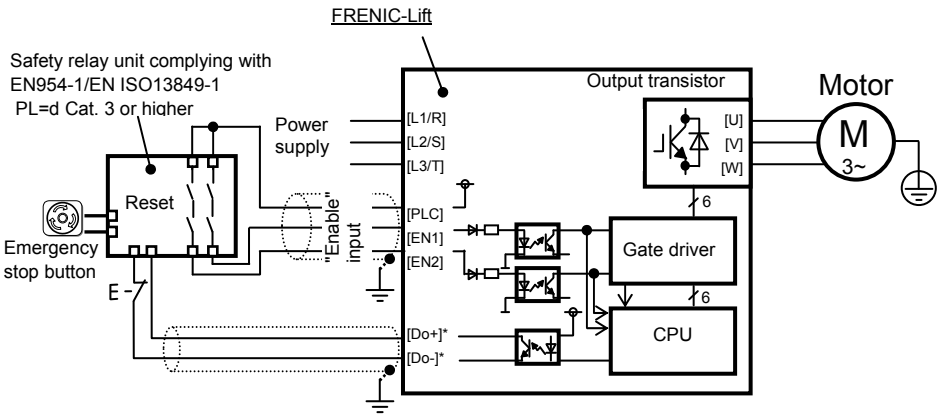 FRENIC-Lift
Safety relay unit complying with
EN954-1/EN ISO13849-1
PL=d Cat. 3 or higher
Output transistor
Motor
Power
supply
[L1/R]
[L2/S]
[L3/T]
[U]
[V]
[W]
M
3~
Reset
"Enable"
input
[PLC]
[EN1]
[EN2]
6
Gate driver
6
CPU
Emergency
stop button
E
[Do+]*
[Do-]*